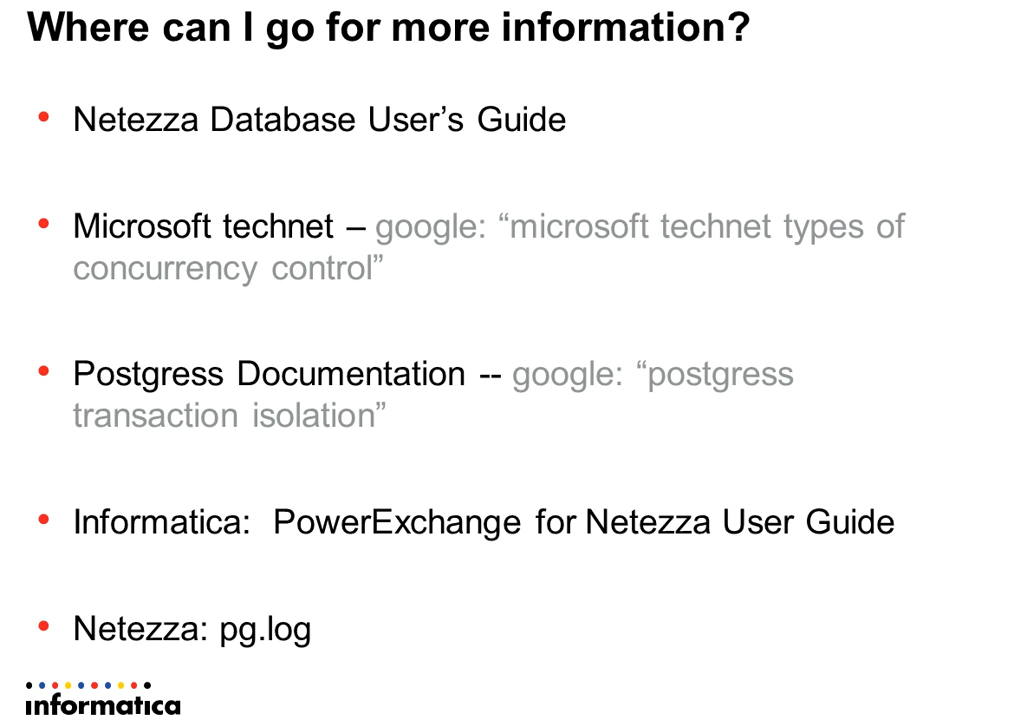 Where can I go for more information?
• Netezza Database User’s Guide
• Microsoft technet – google: “microsoft technet types of
concurrency control”
• Postgress Documentation -- google: “postgress
transaction isolation”
• Informatica:  PowerExchange for Netezza User Guide
• Netezza: pg.log
informatica